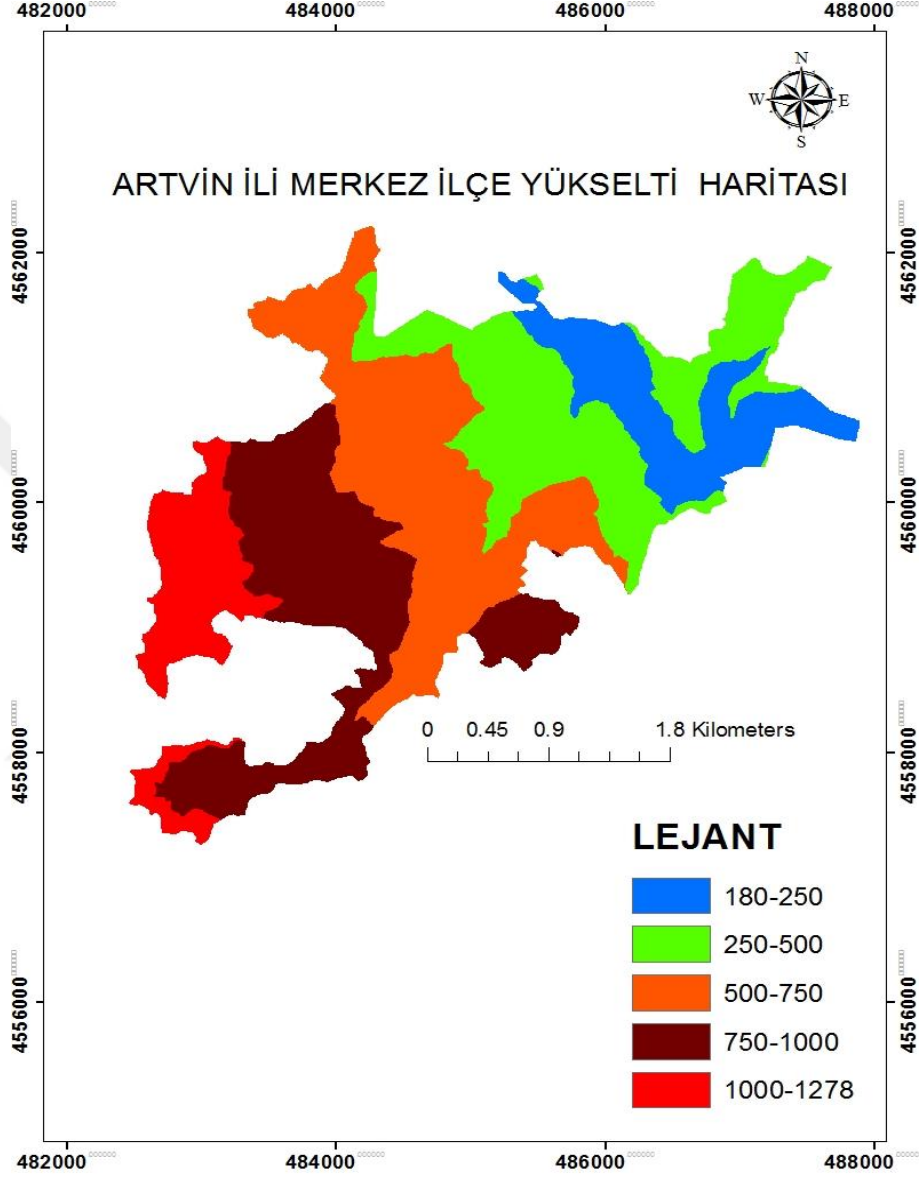 482000 484000 486000 488000
N
W E
S
ARTVİN İLİ MERKEZ İLÇE YÜKSELTİ HARİTASI
4562000 4562000
4560000 4560000
0 0.45 0.9 1.8 Kilometers
4558000 4558000
LEJANT
180-250
250-500
500-750
750-1000
1000-1278
4556000 4556000
482000 484000 486000 488000